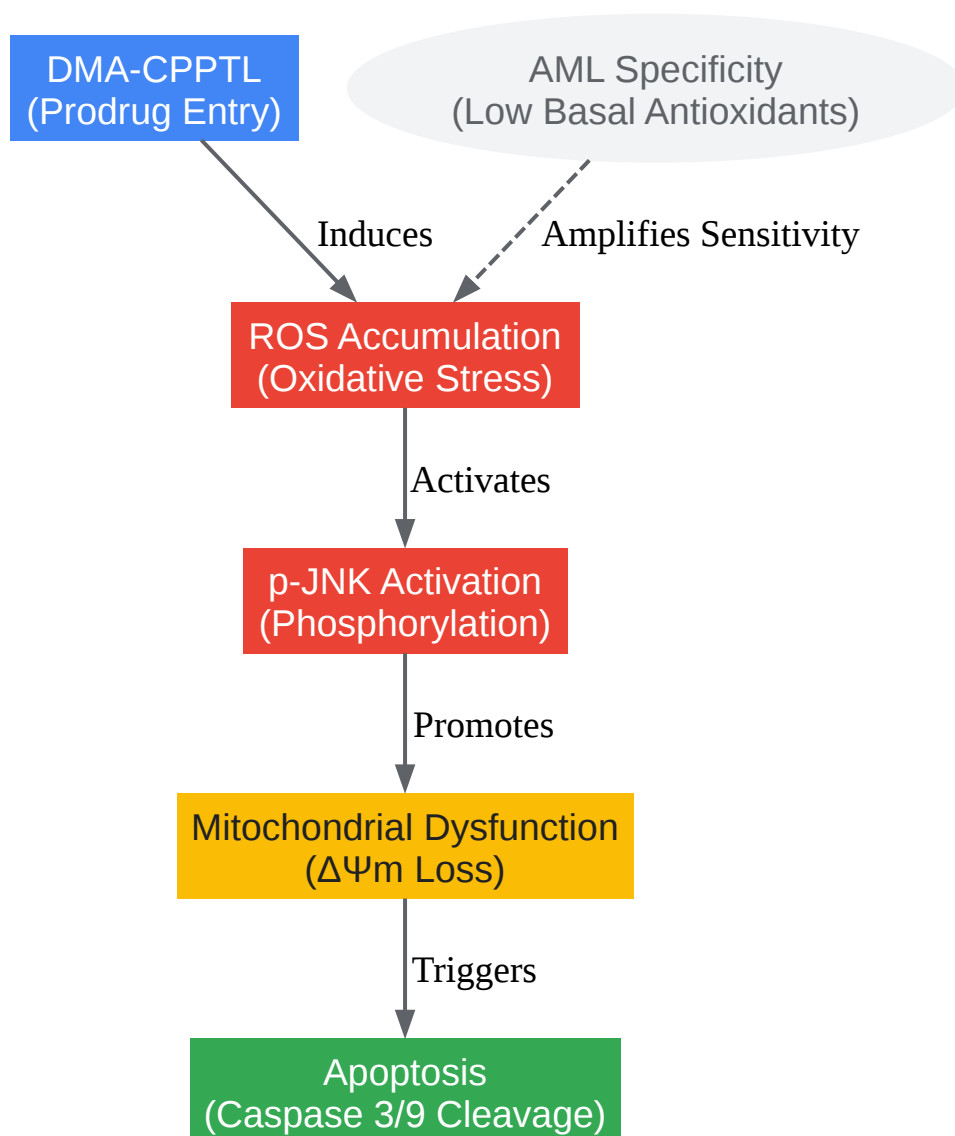 DMA-CPPTL
(Prodrug Entry)
AML Specificity
(Low Basal Antioxidants)
Induces
Amplifies Sensitivity
ROS Accumulation
(Oxidative Stress)
Activates
p-JNK Activation
(Phosphorylation)
Promotes
Mitochondrial Dysfunction
(ΔΨm Loss)
Triggers
Apoptosis
(Caspase 3/9 Cleavage)